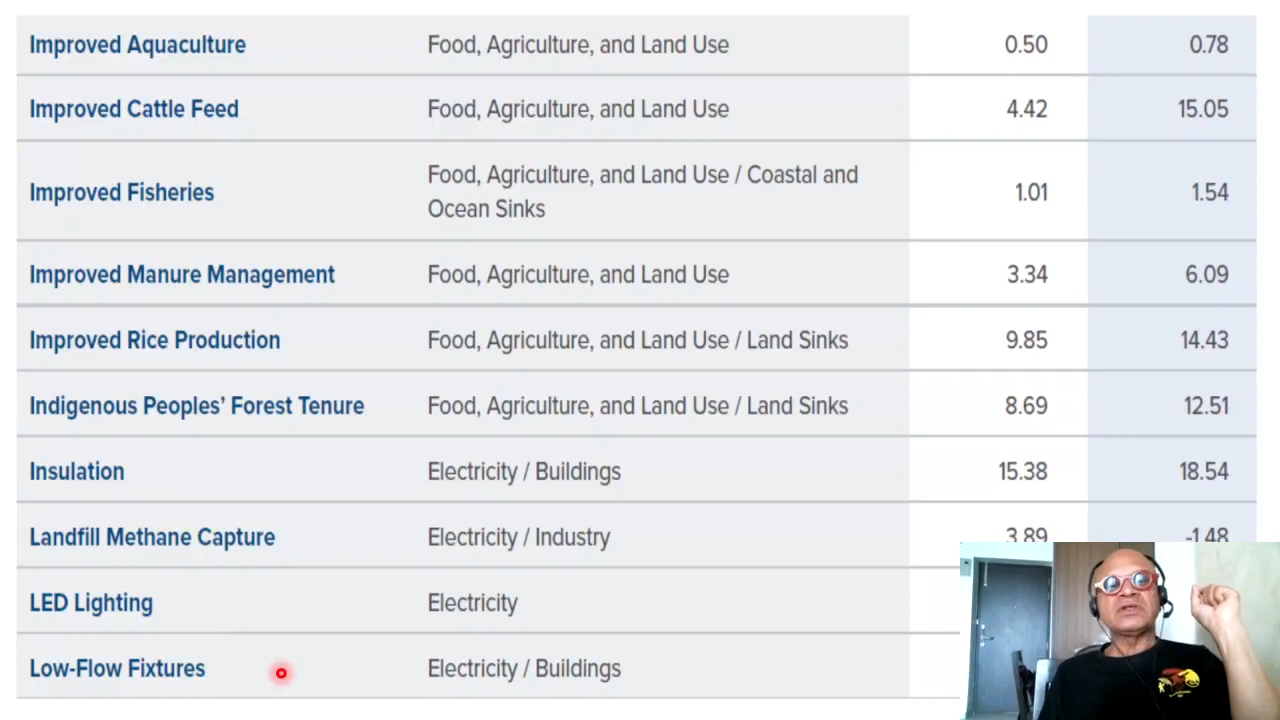 Improved Aquaculture Food, Agriculture, and Land Use 0.50 0.78
Improved Cattle Feed Food, Agriculture, and Land Use 4.42 15.05
Improved Fisheries Food, Agriculture, and Land Use / Coastal and
Ocean Sinks 1.01 1.54
Improved Manure Management Food, Agriculture, and Land Use 3.34 6.09
Improved Rice Production Food, Agriculture, and Land Use / Land Sinks 9.85 14.43
Indigenous Peoples’ Forest Tenure Food, Agriculture, and Land Use / Land Sinks 8.69 12.51
Insulation Electricity / Buildings 15.38 18.54
Landfill Methane Capture Electricity / Industry 3.89 -1.48
LED Lighting Electricity
Low-Flow Fixtures Electricity / Buildings